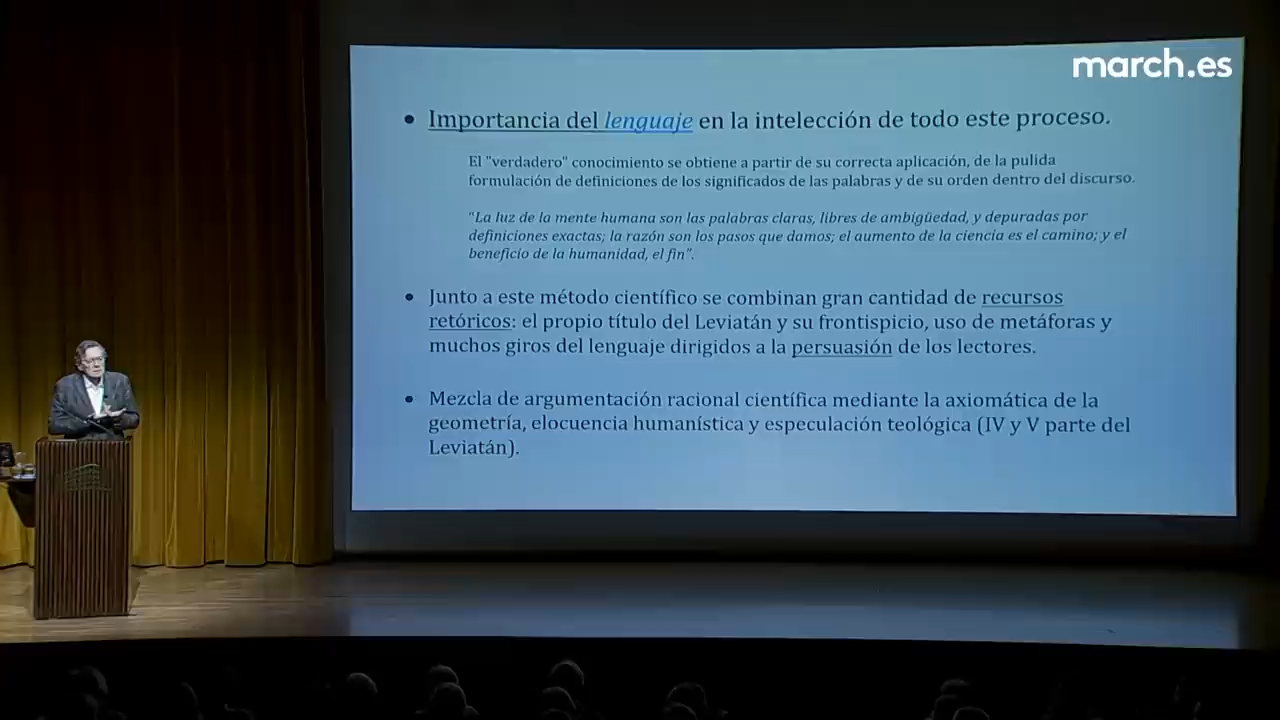 march.es
• Importancia del lenguaje en la intelección de todo este proceso.
El "verdadero" conocimiento se obtiene a partir de su correcta aplicación, de la pulida
formulación de definiciones de los significados de las palabras y de su orden dentro del discurso.
"La luz de la mente humana son las palabras claras, libres de ambigüedad, y depuradas por
definiciones exactas; la razón son los pasos que damos; el aumento de la ciencia es el camino; y el
beneficio de la humanidad, el fin".
• Junto a este método científico se combinan gran cantidad de recursos
retóricos: el propio título del Leviatán y su frontispicio, uso de metáforas y
muchos giros del lenguaje dirigidos a la persuasión de los lectores.
• Mezcla de argumentación racional científica mediante la axiomática de la
geometría, elocuencia humanística y especulación teológica (IV y V parte del
Leviatán).